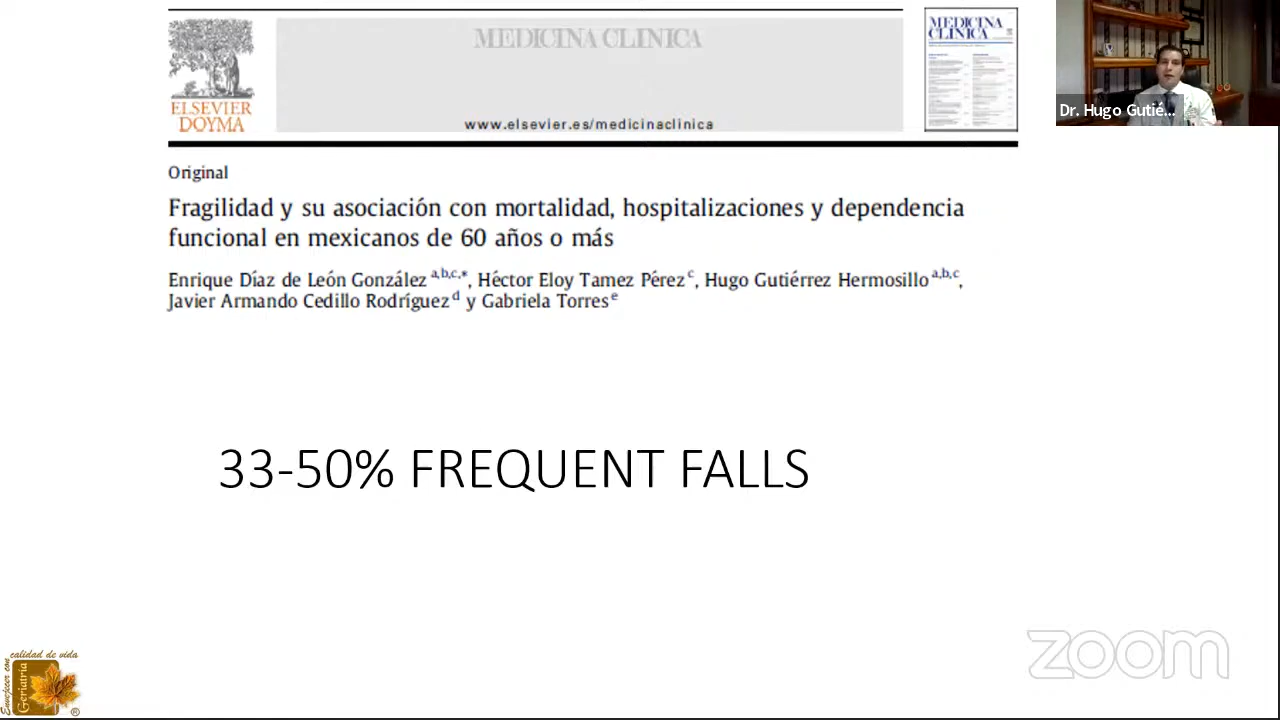 MEDICINA CLINICA
MEDICINA
CLINICA
ELSEVIER
DOYMA
www.elsevier.es/medicinaclinica
Dr. Hugo Gutié...
Original
Fragilidad y su asociación con mortalidad, hospitalizaciones y dependencia
funcional en mexicanos de 60 años o más
Enrique Díaz de León González a,b,c,*, Héctor Eloy Tamez Pérez c, Hugo Gutiérrez Hermosillo a,b,c,
Javier Armando Cedillo Rodríguez d y Gabriela Torres e
33-50% FREQUENT FALLS
zoom
calidad de vida
Envejecer con
Geriatría
®